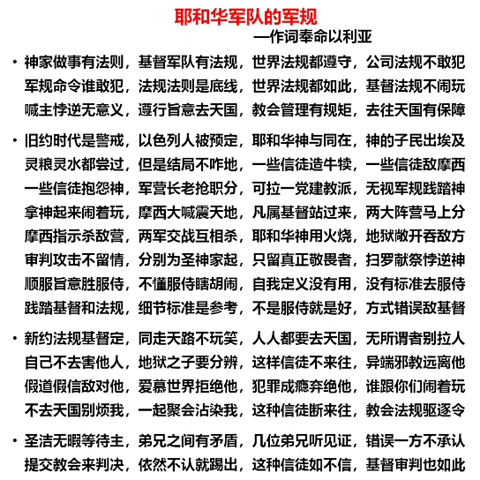 耶和华军队的军规
—作词奉命以利亚
• 神家做事有法则，基督军队有法规，世界法规都遵守，公司法规不敢犯
军规命令谁敢犯，法规法则是底线，世界法规都如此，基督法规不闹玩
喊主悖逆无意义，遵行旨意去天国，教会管理有规矩，去往天国有保障
• 旧约时代是警戒，以色列人被预定，耶和华神与同在，神的子民出埃及
灵粮灵水都尝过，但是结局不咋地，一些信徒造牛犊，一些信徒敌摩西
一些信徒抱怨神，军营长老抢职分，可拉一党建教派，无视军规践踏神
拿神起来闹着玩，摩西大喊震天地，凡属基督站过来，两大阵营马上分
摩西指示杀敌营，两军交战互相杀，耶和华神用火烧，地狱敞开吞敌方
审判攻击不留情，分别为圣神家起，只留真正敬畏者，扫罗献祭悖逆神
顺服旨意胜服侍，不懂服侍瞎胡闹，自我定义没有用，没有标准去服侍
践踏基督和法规，细节标准是参考，不是服侍就是好，方式错误敌基督
• 新约法规基督定，同走天路不玩笑，人人都要去天国，无所谓者别拉人
自己不去害他人，地狱之子要分辨，这样信徒不来往，异端邪教远离他
假道假信敌对他，爱慕世界拒绝他，犯罪成瘾弃绝他，谁跟你们闹着玩
不去天国别烦我，一起聚会沾染我，这种信徒断来往，教会法规驱逐令
• 圣洁无暇等待主，弟兄之间有矛盾，几位弟兄听见证，错误一方不承认
提交教会来判决，依然不认就踢出，这种信徒如不信，基督审判也如此